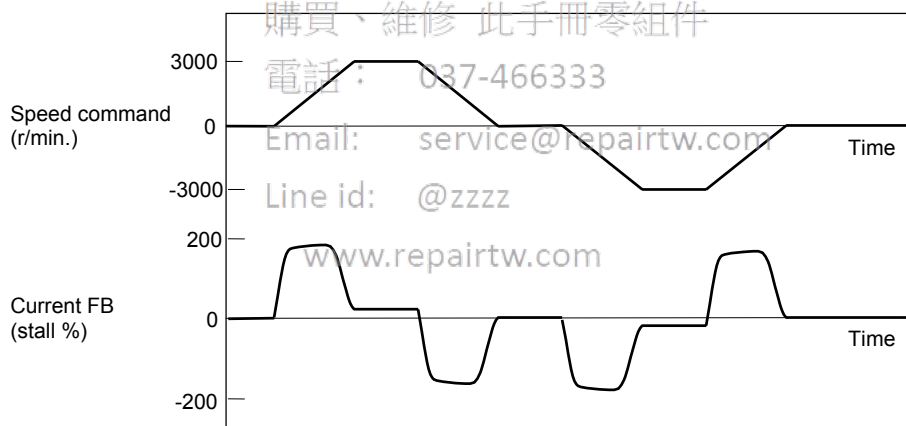 購買、維修 此手冊零組件
3000
電話： 037-466333
Speed command
(r/min.)
0
Email: service@repairtw.com
Time
-3000
Line id: @zzzz
200
www.repairtw.com
Current FB
(stall %)
0
Time
-200